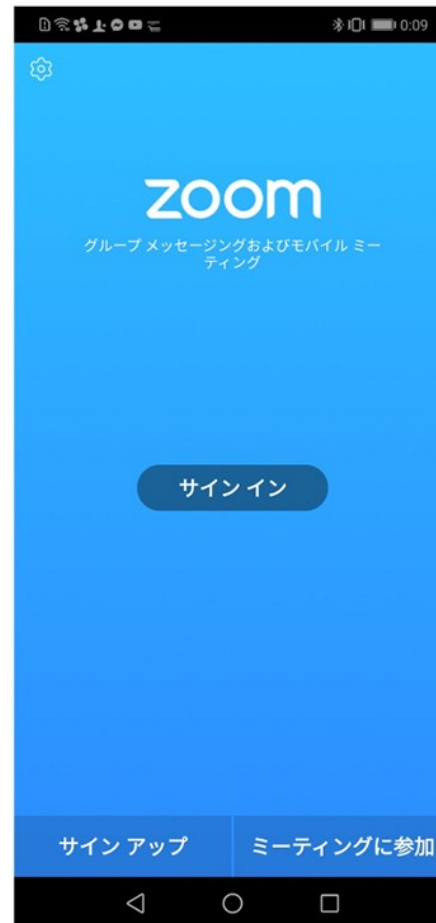 0:09
zoom
グループ メッセージングおよびモバイル ミー
ティング
サイン イン
サイン アップ
ミーティングに参加